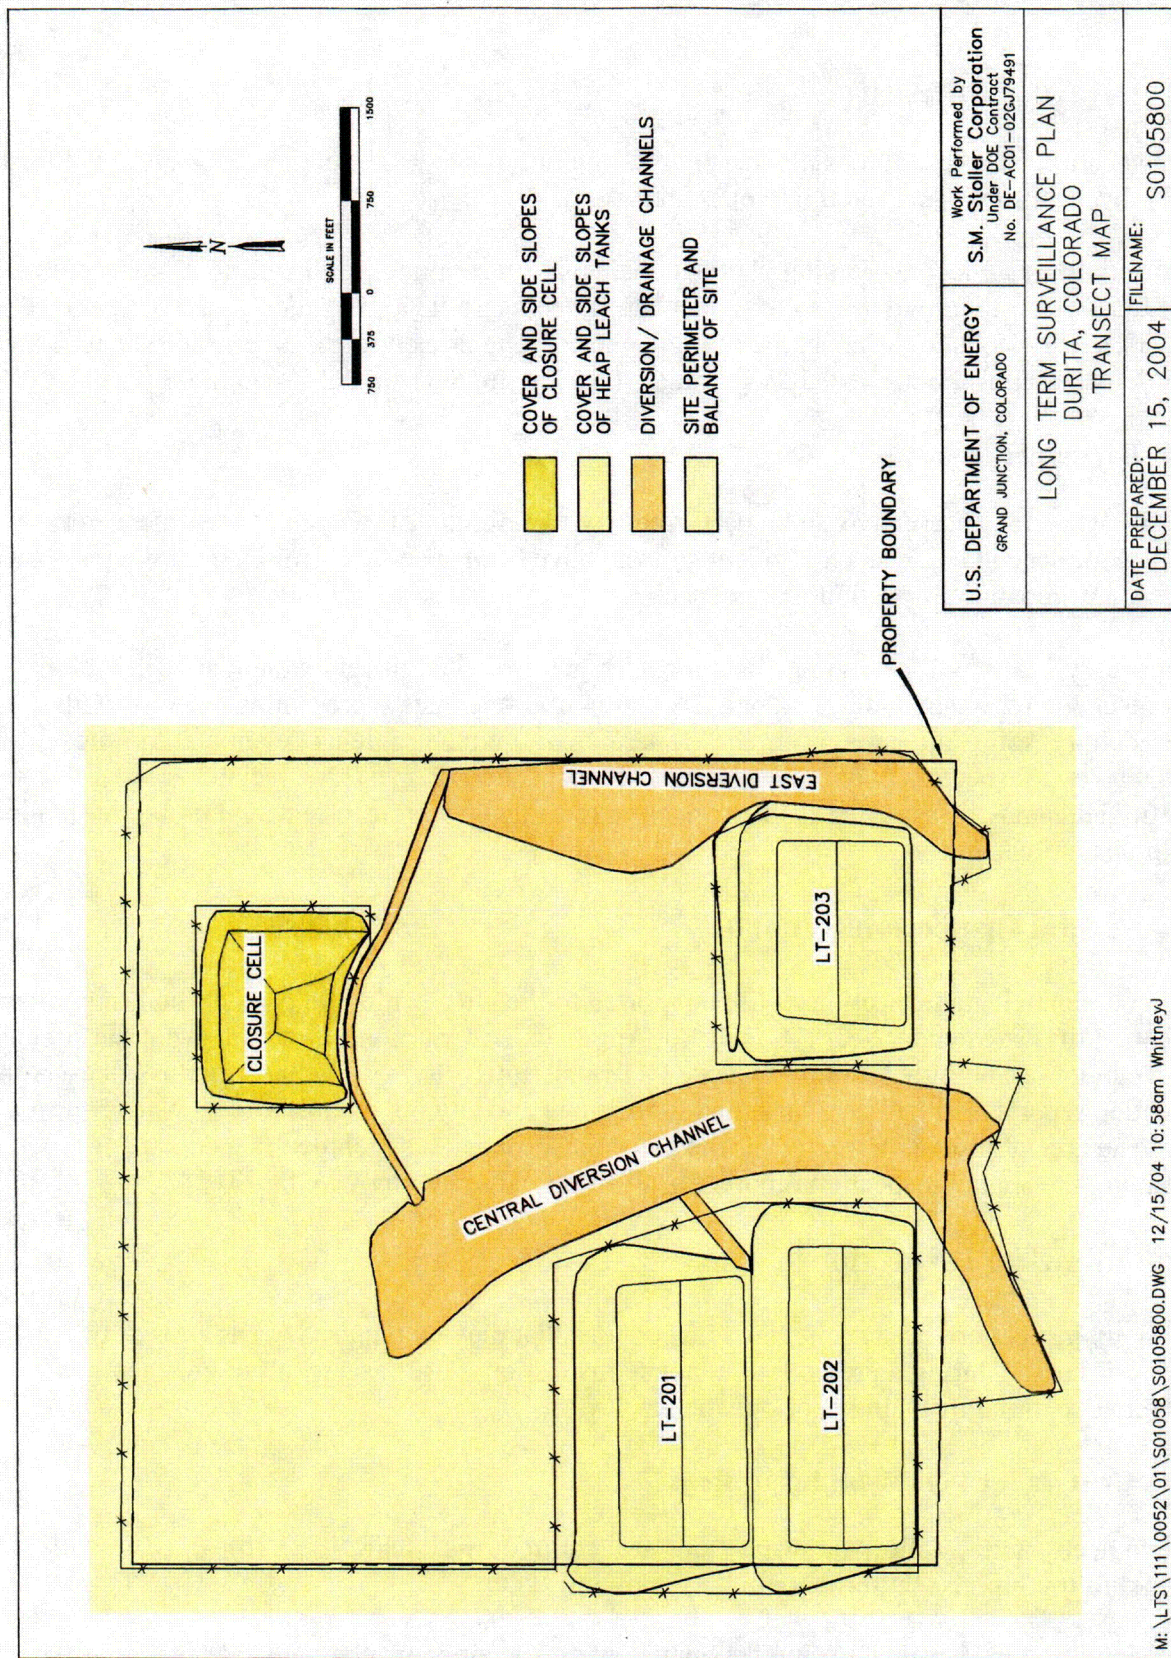 CLOSURE CELL
CENTRAL DIVERSION CHANNEL
EAST DIVERSION CHANNEL
LT-201
LT-202
LT-203
PROPERTY BOUNDARY
N
SCALE IN FEET
750 375 0 750 1500
COVER AND SIDE SLOPES
OF CLOSURE CELL
COVER AND SIDE SLOPES
OF HEAP LEACH TANKS
DIVERSION/ DRAINAGE CHANNELS
SITE PERIMETER AND
BALANCE OF SITE
U.S. DEPARTMENT OF ENERGY
GRAND JUNCTION, COLORADO
Work Performed by
S.M. Stoller Corporation
Under DOE Contract
No. DE-AC01-02GJ79491
LONG TERM SURVEILLANCE PLAN
DURITA, COLORADO
TRANSECT MAP
DATE PREPARED:
DECEMBER 15, 2004
FILENAME:
S0105800
M:\LTS\111\0052\01\S01058\S0105800.DWG 12/15/04 10:58am WhitneyJ